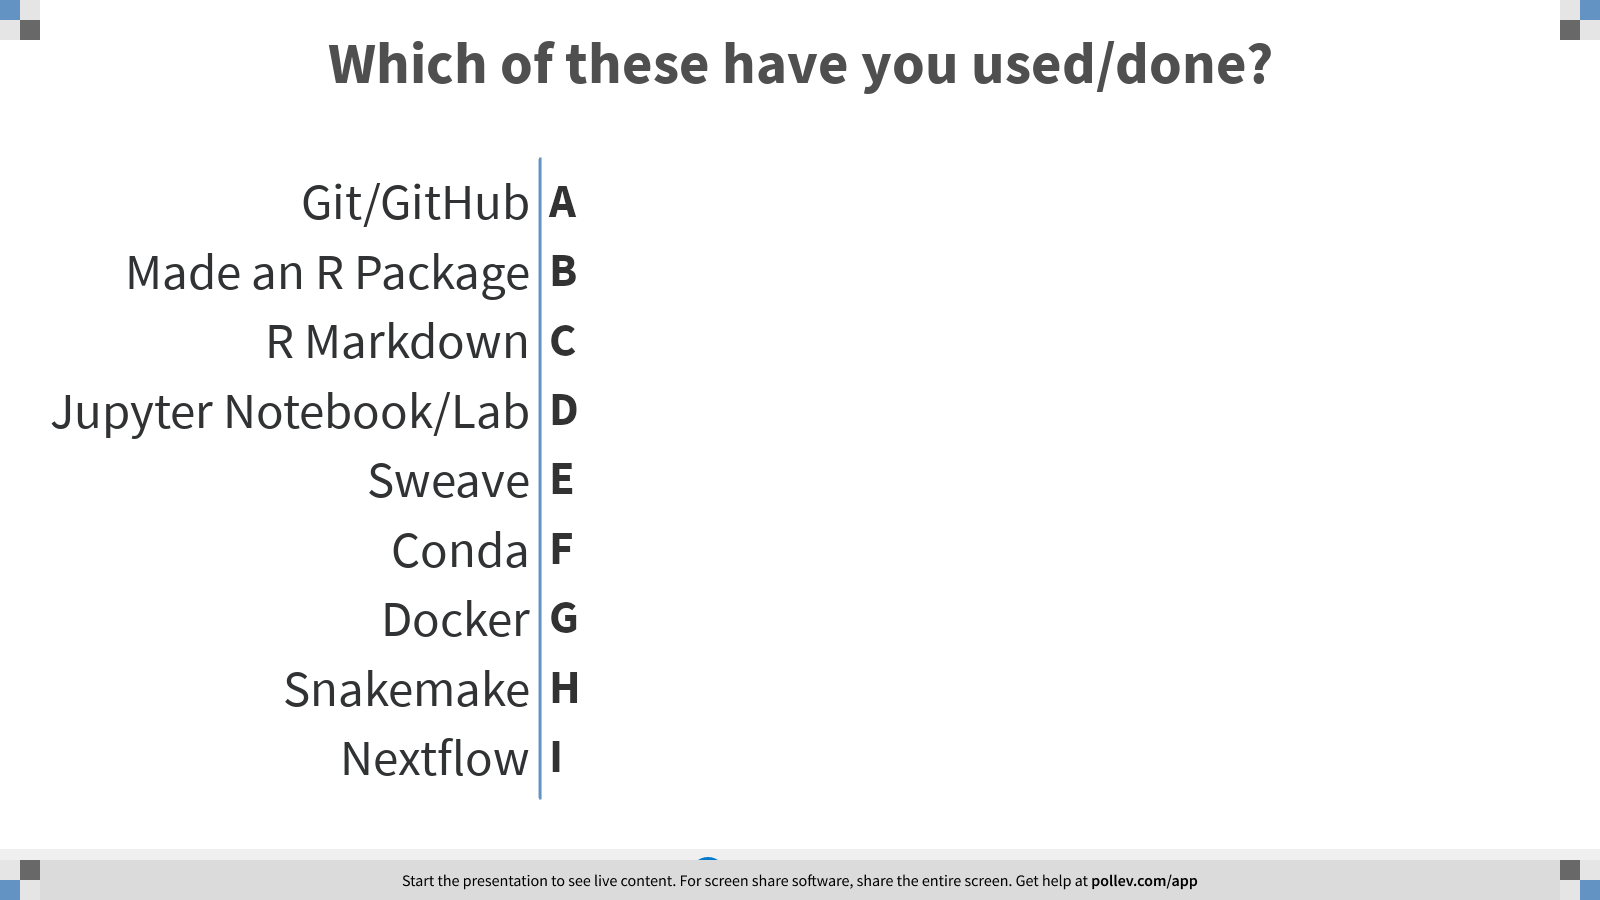 Which of these have you used/done?
Git/GitHub A
Made an R Package B
R Markdown C
Jupyter Notebook/Lab D
Sweave E
Conda F
Docker G
Snakemake H
Nextflow I
Start the presentation to see live content. For screen share software, share the entire screen. Get help at pollev.com/app